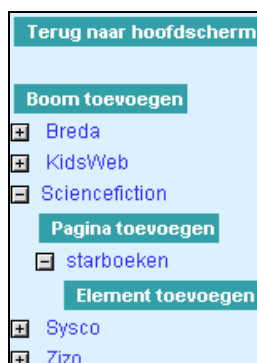 Terug naar hoofdscherm
Boom toevoegen
Breda
KidsWeb
Sciencefiction
Pagina toevoegen
starboeken
Element toevoegen
Sysco
Zizo